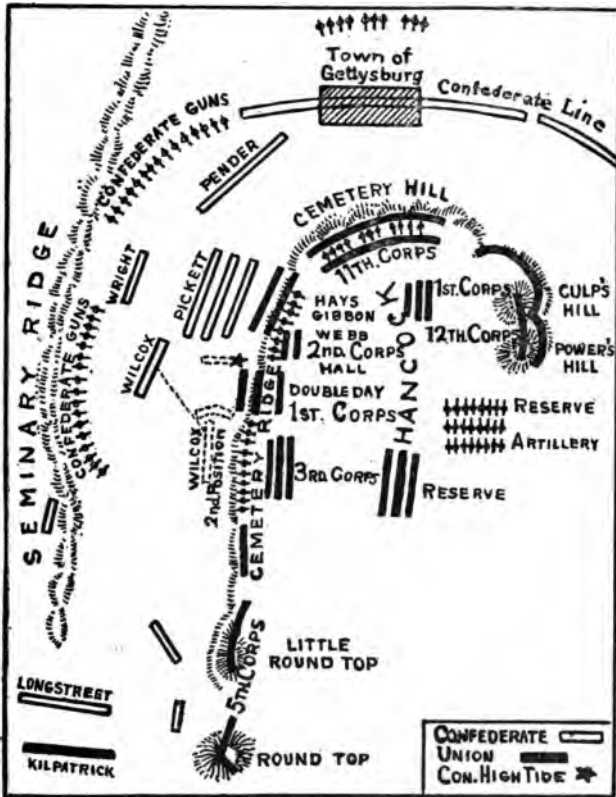 Town of
Gettysburg
Confederate Line
CONFEDERATE GUNS
PENDER
CEMETERY HILL
11TH. CORPS
SEMINARY RIDGE
WRIGHT
PICKETT
HAYS
GIBBON
WEBB
2ND. CORPS
HALL
HANCOCK
1ST. CORPS
12TH. CORPS
CULP'S
HILL
POWER'S
HILL
WILCOX
CONFEDERATE GUNS
DOUBLEDAY
1ST. CORPS
RESERVE
ARTILLERY
WILCOX
2ND. POSITION
CEMETERY RIDGE
3RD. CORPS
RESERVE
5TH. CORPS
LITTLE
ROUND TOP
LONGSTREET
KILPATRICK
ROUND TOP
CONFEDERATE
UNION
CON. HIGH TIDE